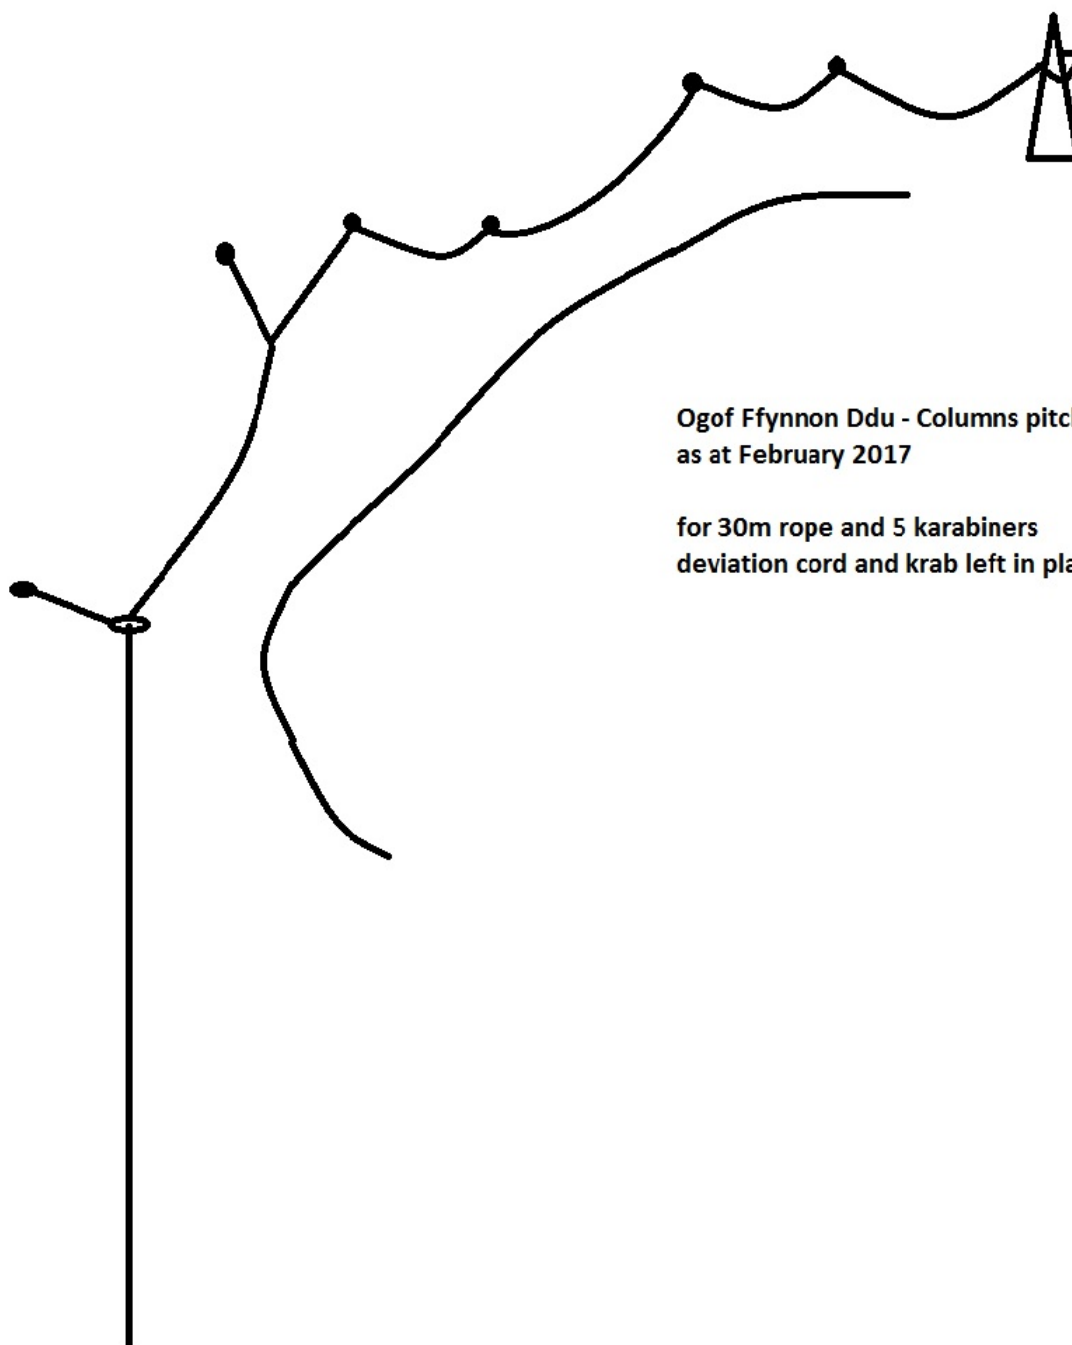 Ogof Ffynnon Ddu - Columns
as at February 2017
for 30m rope and 5 karabiners
deviation cord and krab left in